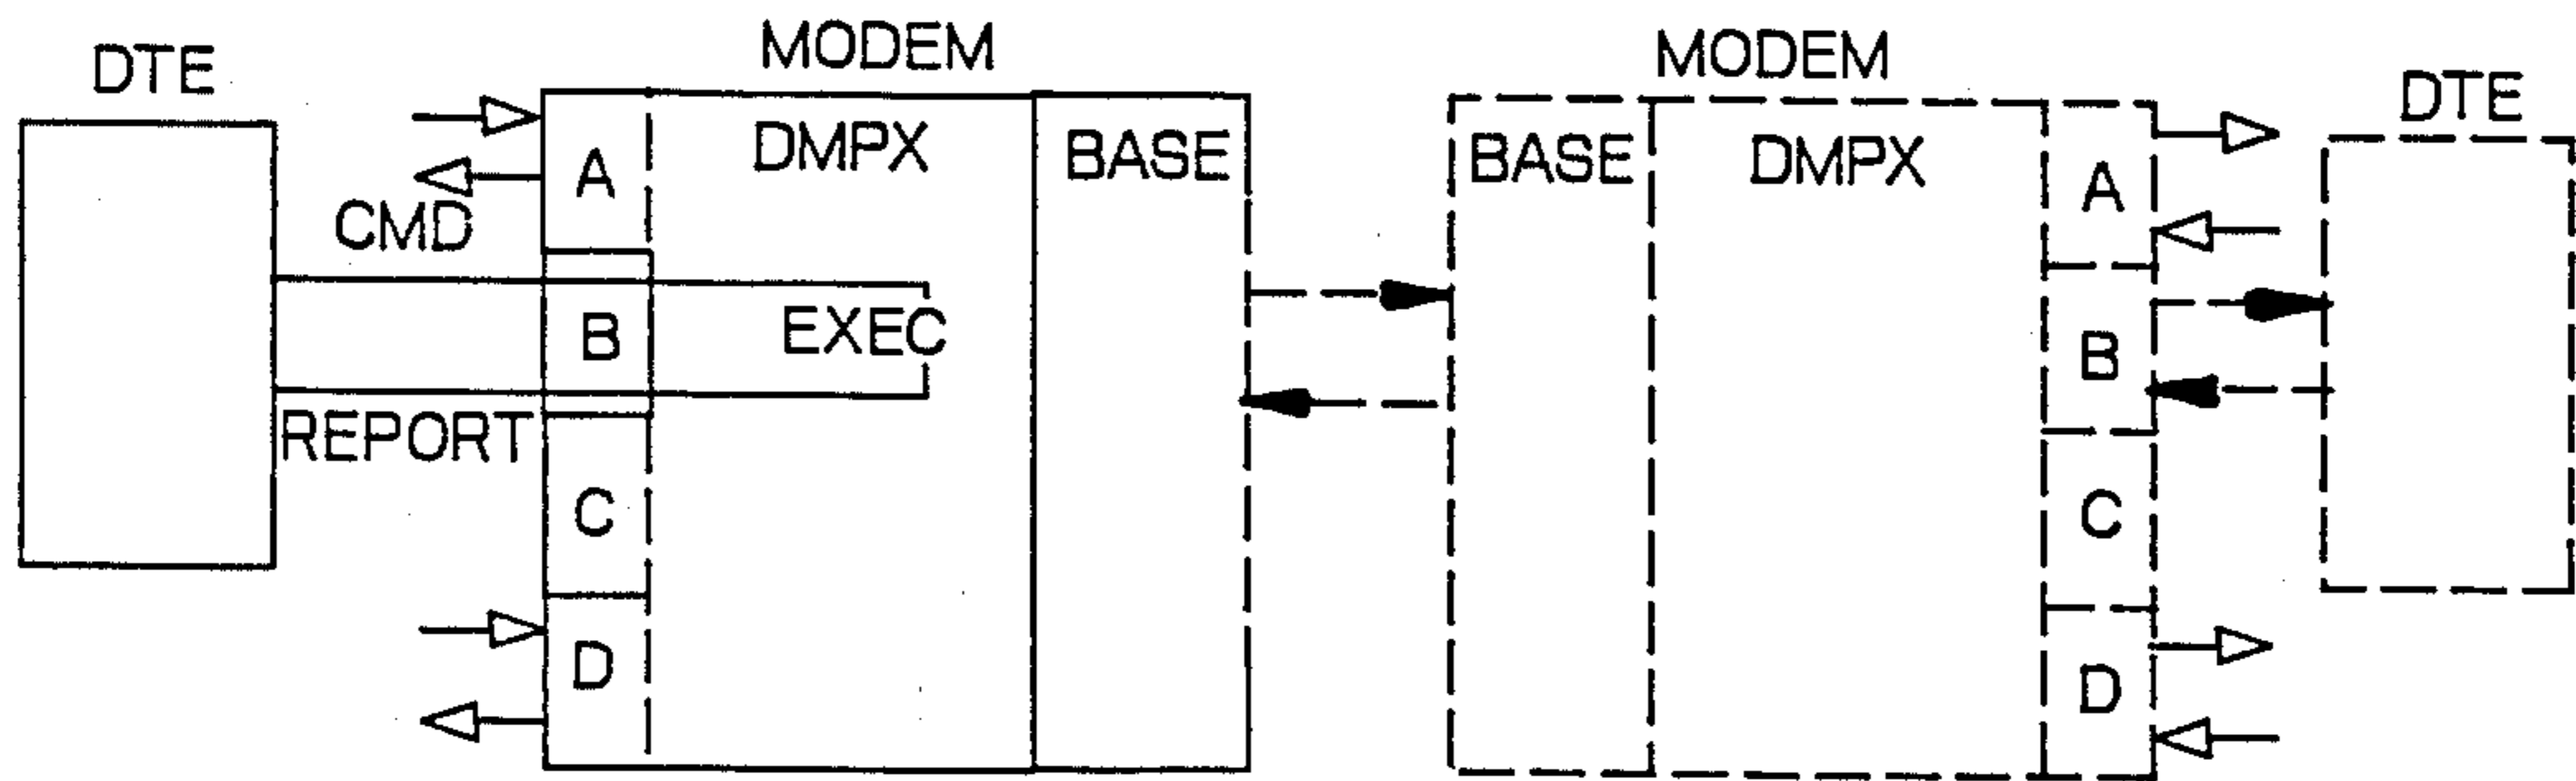 DTE
MODEM
DMPX
BASE
A
CMD
B
EXEC
REPORT
C
D
MODEM
BASE
DMPX
A
B
C
D
DTE